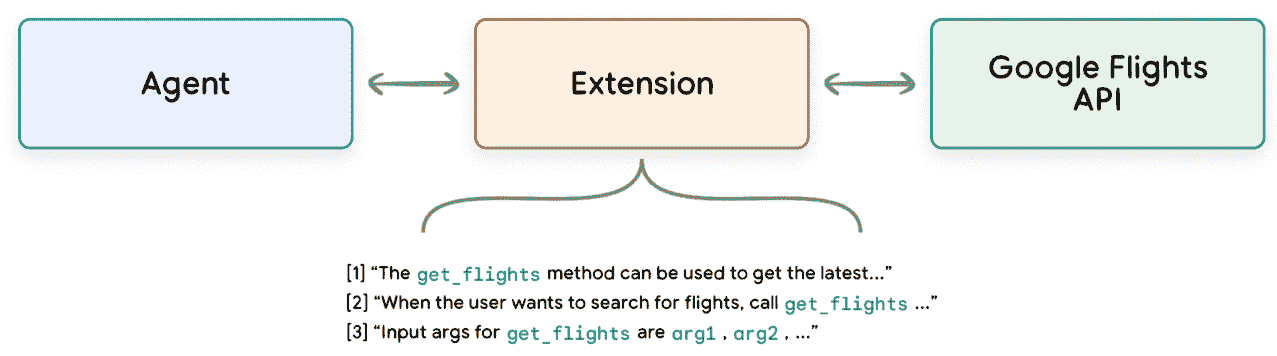 Agent
Extension
Google Flights
API
[1] “The get_flights method can be used to get the latest...”
[2] “When the user wants to search for flights, call get_flights ...”
[3] “Input args for get_flights are arg1 , arg2 , ...”